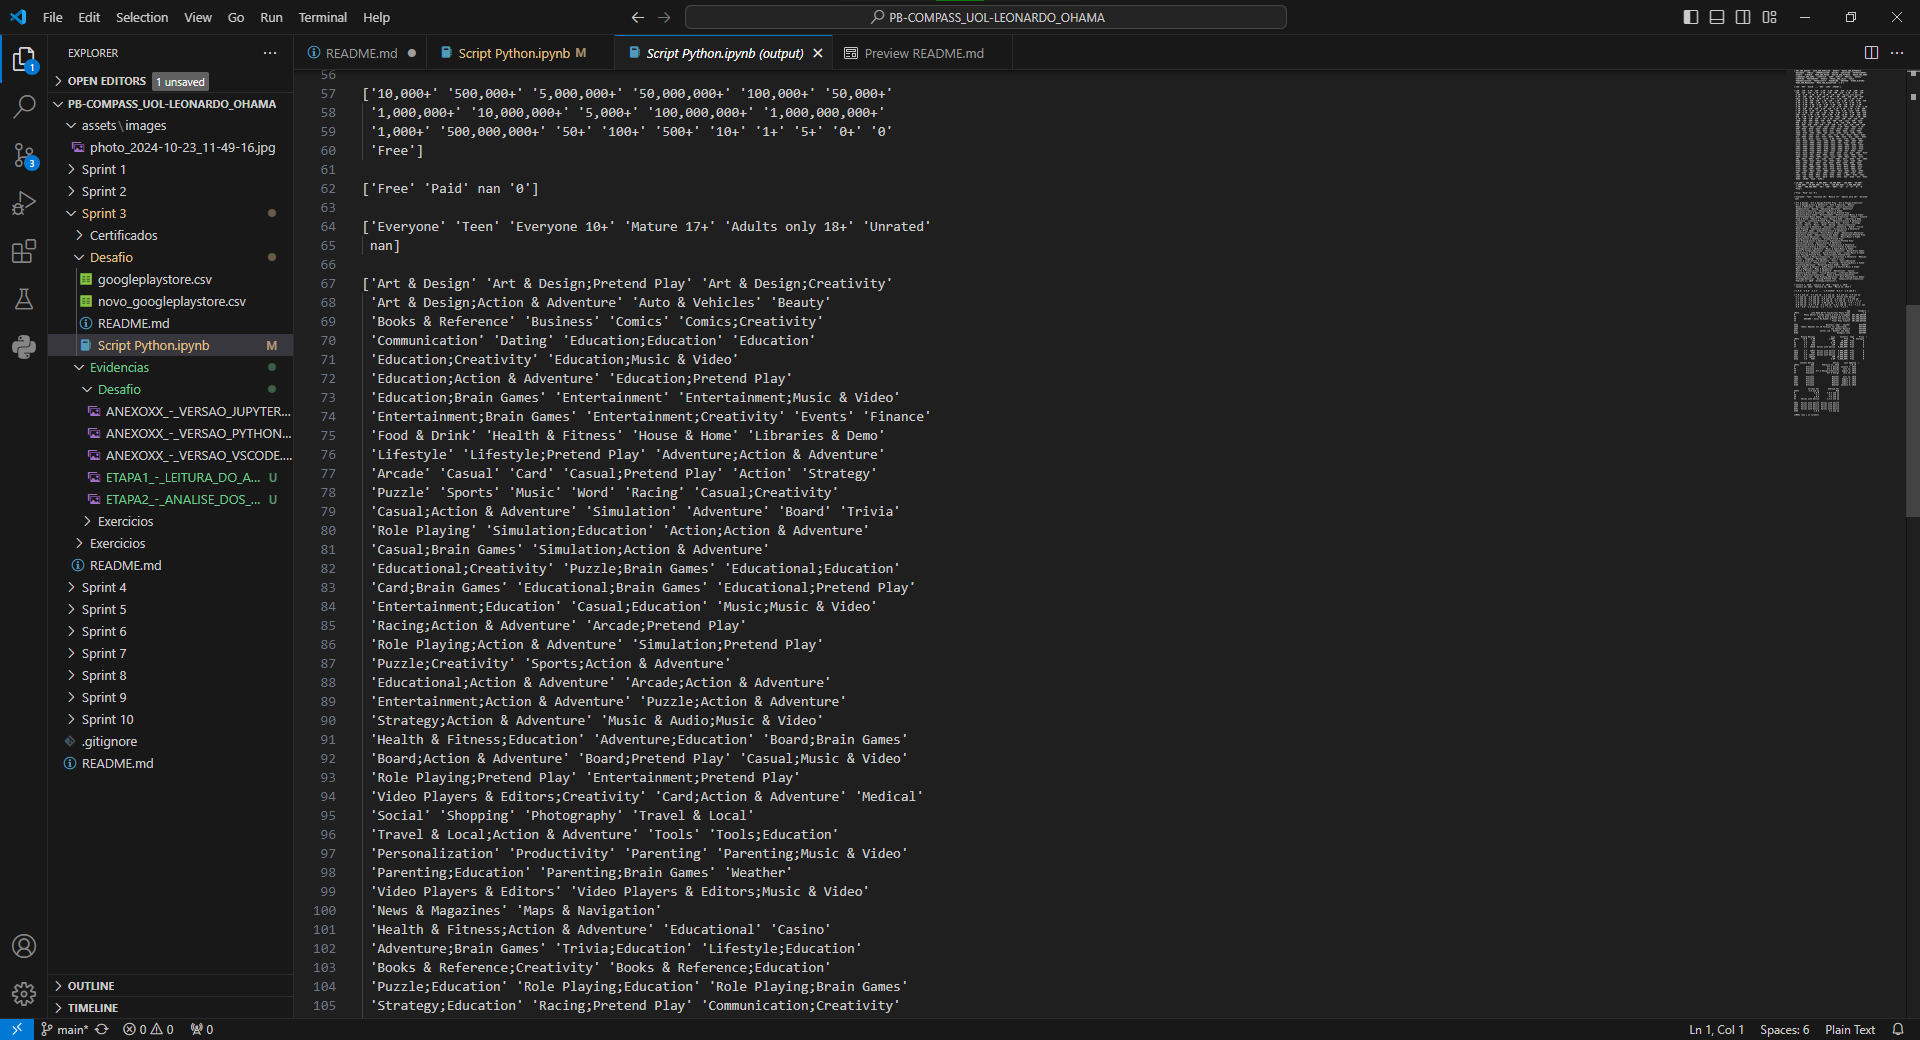 File Edit Selection View Go Run Terminal Help
PB-COMPASS_UOL-LEONARDO_OHAMA
EXPLORER
OPEN EDITORS 1 unsaved
PB-COMPASS_UOL-LEONARDO_OHAMA
assets\images
photo_2024-10-23_11-49-16.jpg
Sprint 1
Sprint 2
Sprint 3
Certificados
Desafio
googleplaystore.csv
novo_googleplaystore.csv
README.md
Script Python.ipynb M
Evidencias
Desafio
ANEXOXX_-_VERSAO_JUPYTER...
ANEXOXX_-_VERSAO_PYTHON...
ANEXOXX_-_VERSAO_VSCODE....
ETAPA1_-_LEITURA_DO_A... U
ETAPA2_-_ANALISE_DOS_... U
Exercicios
Exercicios
README.md
Sprint 4
Sprint 5
Sprint 6
Sprint 7
Sprint 8
Sprint 9
Sprint 10
.gitignore
README.md
OUTLINE
TIMELINE
1
3
README.md Script Python.ipynb M Script Python.ipynb (output) Preview README.md
56
57 ['10,000+' '500,000+' '5,000,000+' '50,000,000+' '100,000+' '50,000+'
58 '1,000,000+' '10,000,000+' '5,000+' '100,000,000+' '1,000,000,000+'
59 '1,000+' '500,000,000+' '50+' '100+' '500+' '10+' '1+' '5+' '0+' '0'
60 'Free']
61
62 ['Free' 'Paid' nan '0']
63
64 ['Everyone' 'Teen' 'Everyone 10+' 'Mature 17+' 'Adults only 18+' 'Unrated'
65 nan]
66
67 ['Art & Design' 'Art & Design;Pretend Play' 'Art & Design;Creativity'
68 'Art & Design;Action & Adventure' 'Auto & Vehicles' 'Beauty'
69 'Books & Reference' 'Business' 'Comics' 'Comics;Creativity'
70 'Communication' 'Dating' 'Education;Education' 'Education'
71 'Education;Creativity' 'Education;Music & Video'
72 'Education;Action & Adventure' 'Education;Pretend Play'
73 'Education;Brain Games' 'Entertainment' 'Entertainment;Music & Video'
74 'Entertainment;Brain Games' 'Entertainment;Creativity' 'Events' 'Finance'
75 'Food & Drink' 'Health & Fitness' 'House & Home' 'Libraries & Demo'
76 'Lifestyle' 'Lifestyle;Pretend Play' 'Adventure;Action & Adventure'
77 'Arcade' 'Casual' 'Card' 'Casual;Pretend Play' 'Action' 'Strategy'
78 'Puzzle' 'Sports' 'Music' 'Word' 'Racing' 'Casual;Creativity'
79 'Casual;Action & Adventure' 'Simulation' 'Adventure' 'Board' 'Trivia'
80 'Role Playing' 'Simulation;Education' 'Action;Action & Adventure'
81 'Casual;Brain Games' 'Simulation;Action & Adventure'
82 'Educational;Creativity' 'Puzzle;Brain Games' 'Educational;Education'
83 'Card;Brain Games' 'Educational;Brain Games' 'Educational;Pretend Play'
84 'Entertainment;Education' 'Casual;Education' 'Music;Music & Video'
85 'Racing;Action & Adventure' 'Arcade;Pretend Play'
86 'Role Playing;Action & Adventure' 'Simulation;Pretend Play'
87 'Puzzle;Creativity' 'Sports;Action & Adventure'
88 'Educational;Action & Adventure' 'Arcade;Action & Adventure'
89 'Entertainment;Action & Adventure' 'Puzzle;Action & Adventure'
90 'Strategy;Action & Adventure' 'Music & Audio;Music & Video'
91 'Health & Fitness;Education' 'Adventure;Education' 'Board;Brain Games'
92 'Board;Action & Adventure' 'Board;Pretend Play' 'Casual;Music & Video'
93 'Role Playing;Pretend Play' 'Entertainment;Pretend Play'
94 'Video Players & Editors;Creativity' 'Card;Action & Adventure' 'Medical'
95 'Social' 'Shopping' 'Photography' 'Travel & Local'
96 'Travel & Local;Action & Adventure' 'Tools' 'Tools;Education'
97 'Personalization' 'Productivity' 'Parenting' 'Parenting;Music & Video'
98 'Parenting;Education' 'Parenting;Brain Games' 'Weather'
99 'Video Players & Editors' 'Video Players & Editors;Music & Video'
100 'News & Magazines' 'Maps & Navigation'
101 'Health & Fitness;Action & Adventure' 'Educational' 'Casino'
102 'Adventure;Brain Games' 'Trivia;Education' 'Lifestyle;Education'
103 'Books & Reference;Creativity' 'Books & Reference;Education'
104 'Puzzle;Education' 'Role Playing;Education' 'Role Playing;Brain Games'
105 'Strategy;Education' 'Racing;Pretend Play' 'Communication;Creativity'
main* 0 0 0 Ln 1, Col 1 Spaces: 6 Plain Text